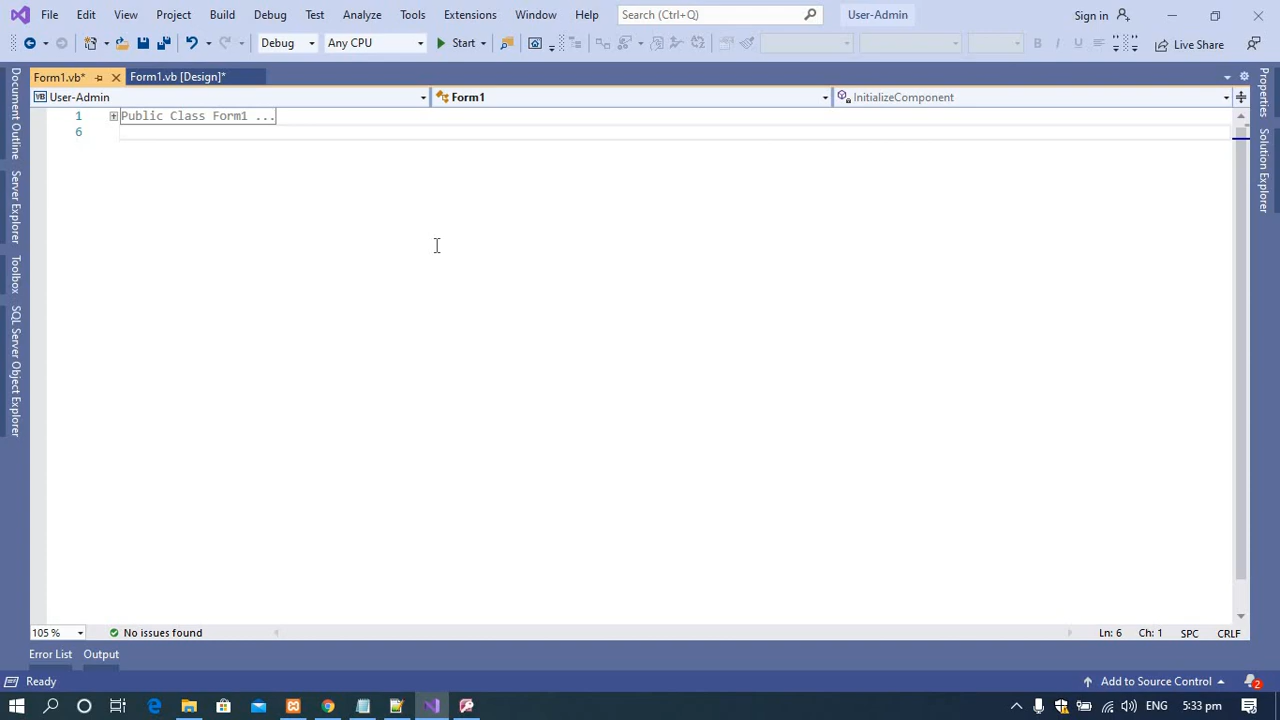 File Edit View Project Build Debug Test Analyze Tools Extensions Window Help Search (Ctrl+Q) User-Admin Sign in
Debug Any CPU Start Live Share
Form1.vb* Form1.vb [Design]*
User-Admin Form1 InitializeComponent
1 Public Class Form1 ...
6
Document Outline
Server Explorer
Toolbox
SQL Server Object Explorer
Properties
Solution Explorer
105 % No issues found Ln: 6 Ch: 1 SPC CRLF
Error List Output
Ready Add to Source Control 2
ENG 5:33 pm